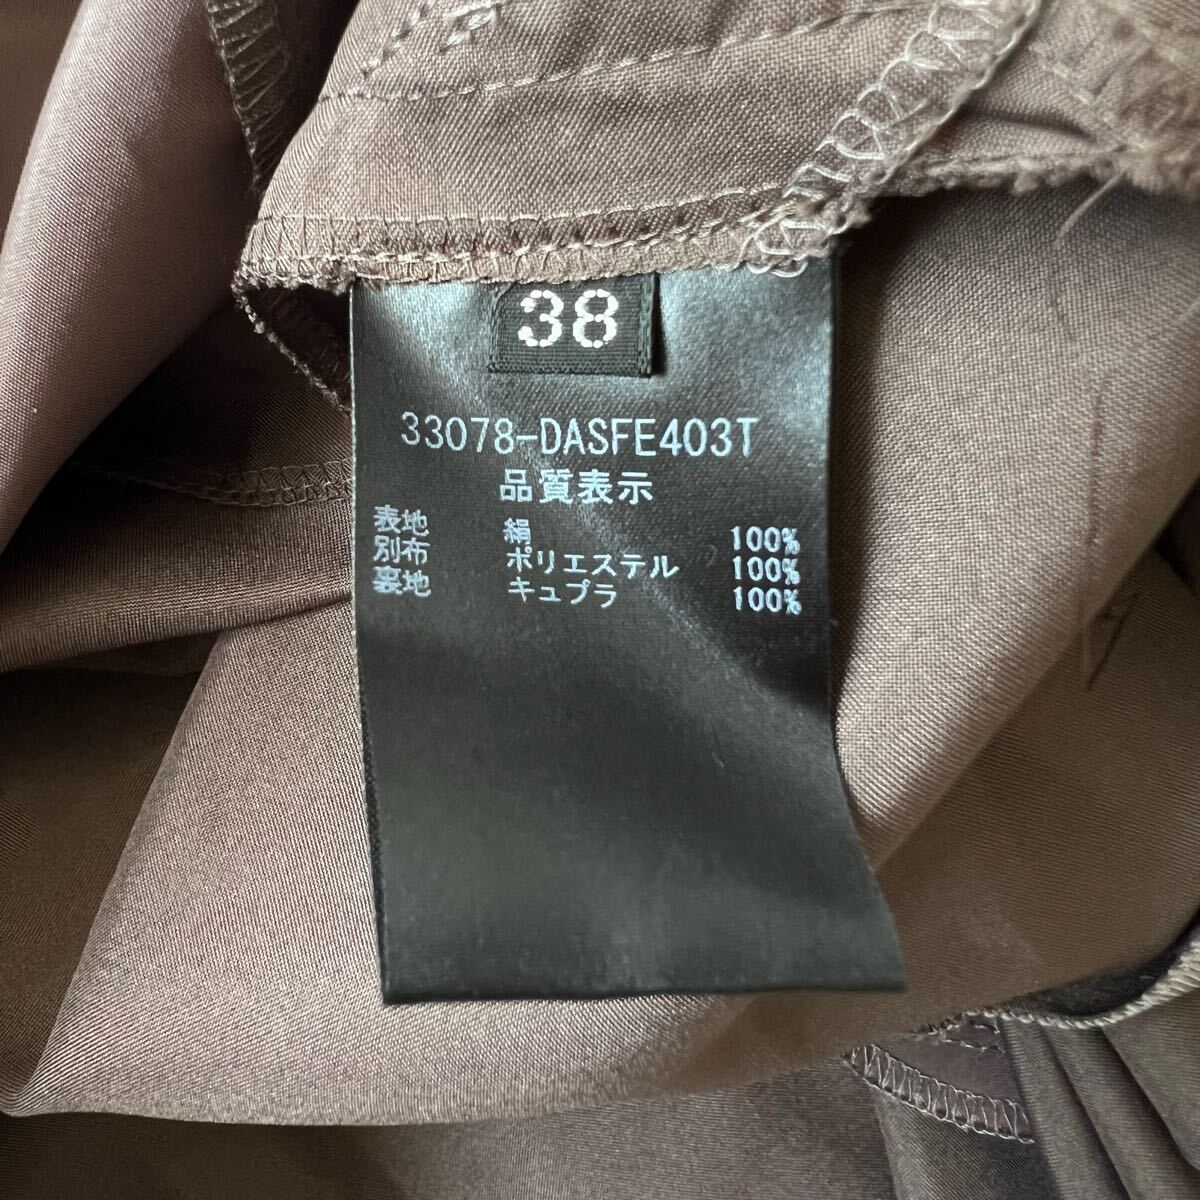 38
33078-DASFE403T
品質表示
表地 絹 100%
別布 ポリエステル 100%
裏地 キュプラ 100%